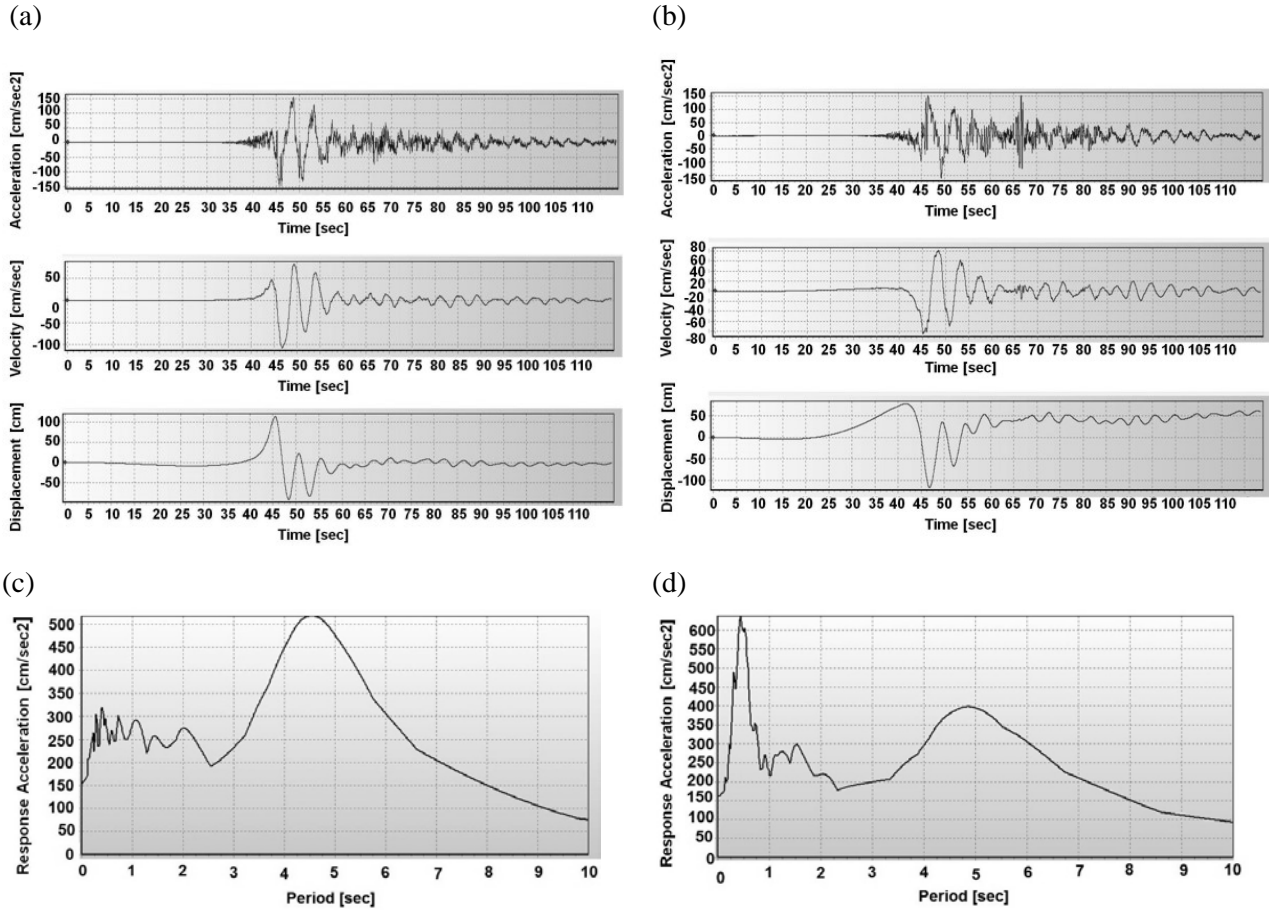 (a)
Acceleration [cm/sec2]
150
100
50
0
-50
-100
-150
0 5 10 15 20 25 30 35 40 45 50 55 60 65 70 75 80 85 90 95 100 105 110
Time [sec]
Velocity [cm/sec]
50
0
-50
-100
0 5 10 15 20 25 30 35 40 45 50 55 60 65 70 75 80 85 90 95 100 105 110
Time [sec]
Displacement [cm]
100
50
0
-50
0 5 10 15 20 25 30 35 40 45 50 55 60 65 70 75 80 85 90 95 100 105 110
Time [sec]
(b)
Acceleration [cm/sec2]
150
100
50
0
-50
-100
-150
0 5 10 15 20 25 30 35 40 45 50 55 60 65 70 75 80 85 90 95 100 105 110
Time [sec]
Velocity [cm/sec]
80
60
40
20
0
-20
-40
-60
-80
0 5 10 15 20 25 30 35 40 45 50 55 60 65 70 75 80 85 90 95 100 105 110
Time [sec]
Displacement [cm]
50
0
-50
-100
0 5 10 15 20 25 30 35 40 45 50 55 60 65 70 75 80 85 90 95 100 105 110
Time [sec]
(c)
Response Acceleration [cm/sec2]
500
450
400
350
300
250
200
150
100
50
0
0 1 2 3 4 5 6 7 8 9 10
Period [sec]
(d)
Response Acceleration [cm/sec2]
600
550
500
450
400
350
300
250
200
150
100
50
0
0 1 2 3 4 5 6 7 8 9 10
Period [sec]